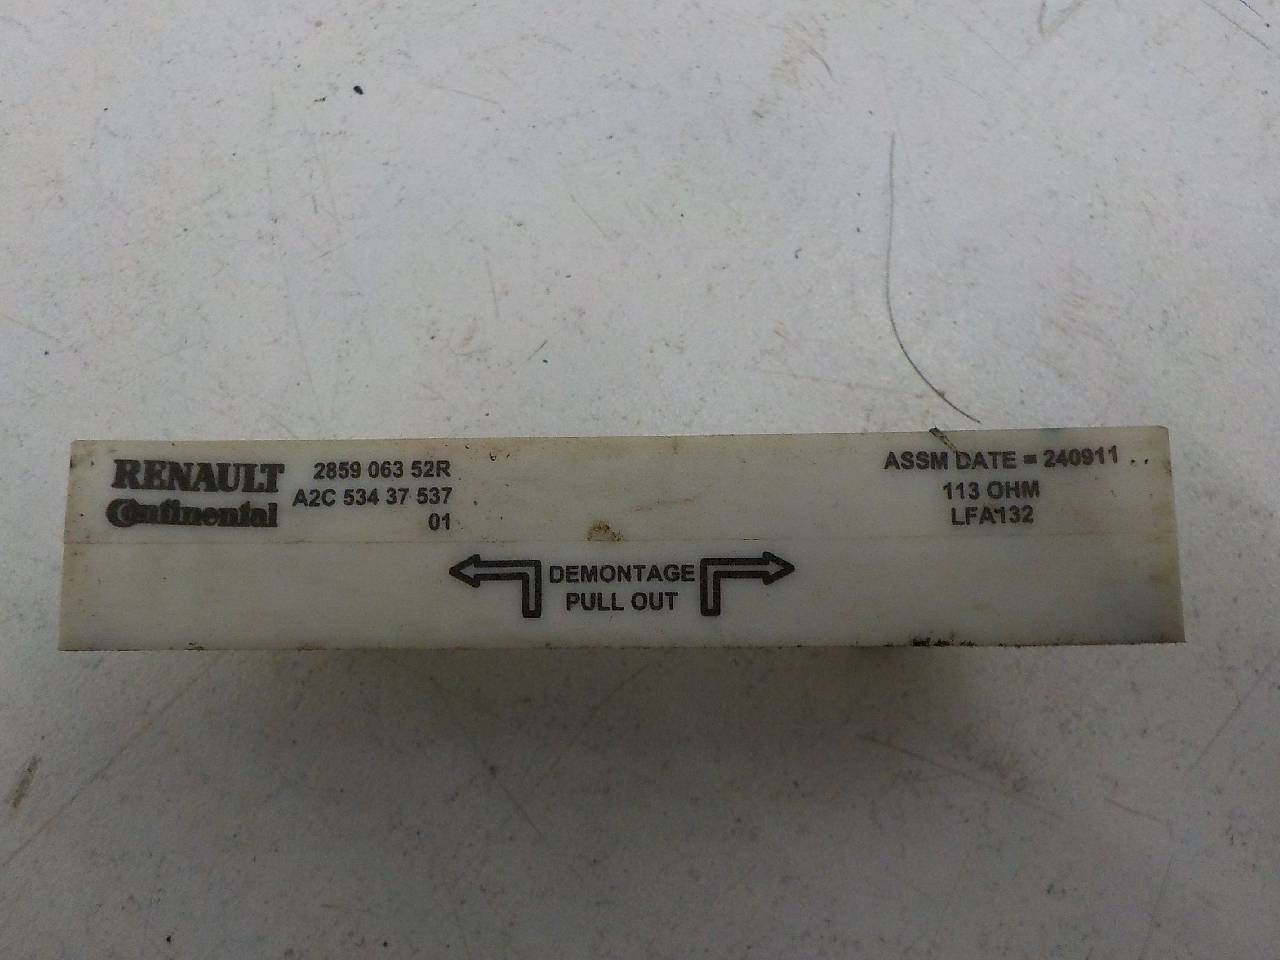 RENAULT 2859 063 52R
Continental A2C 534 37 537
01
ASSM DATE = 240911
113 OHM
LFA132
DEMONTAGE
PULL OUT